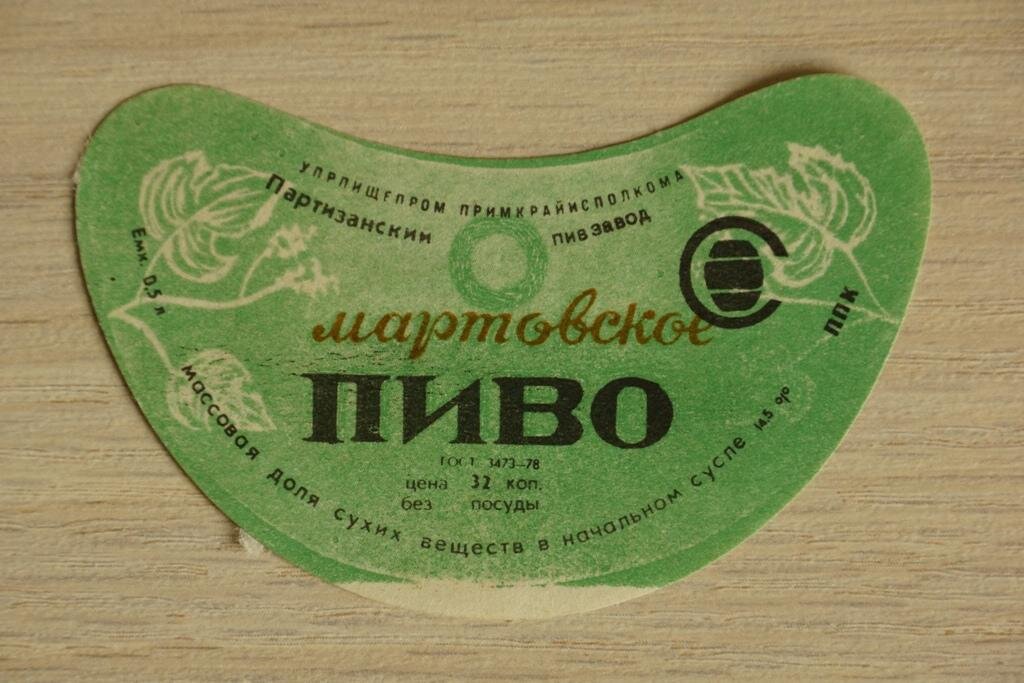 УПРПИЩЕПРОМ ПРИМКРАЙИСПОЛКОМА
Партизанский пивзавод
Емк. 0,5 л
мартовское
ППК
ПИВО
ГОСТ 3473-78
цена 32 коп.
без посуды
массовая доля сухих веществ в начальном сусле 14,5 %